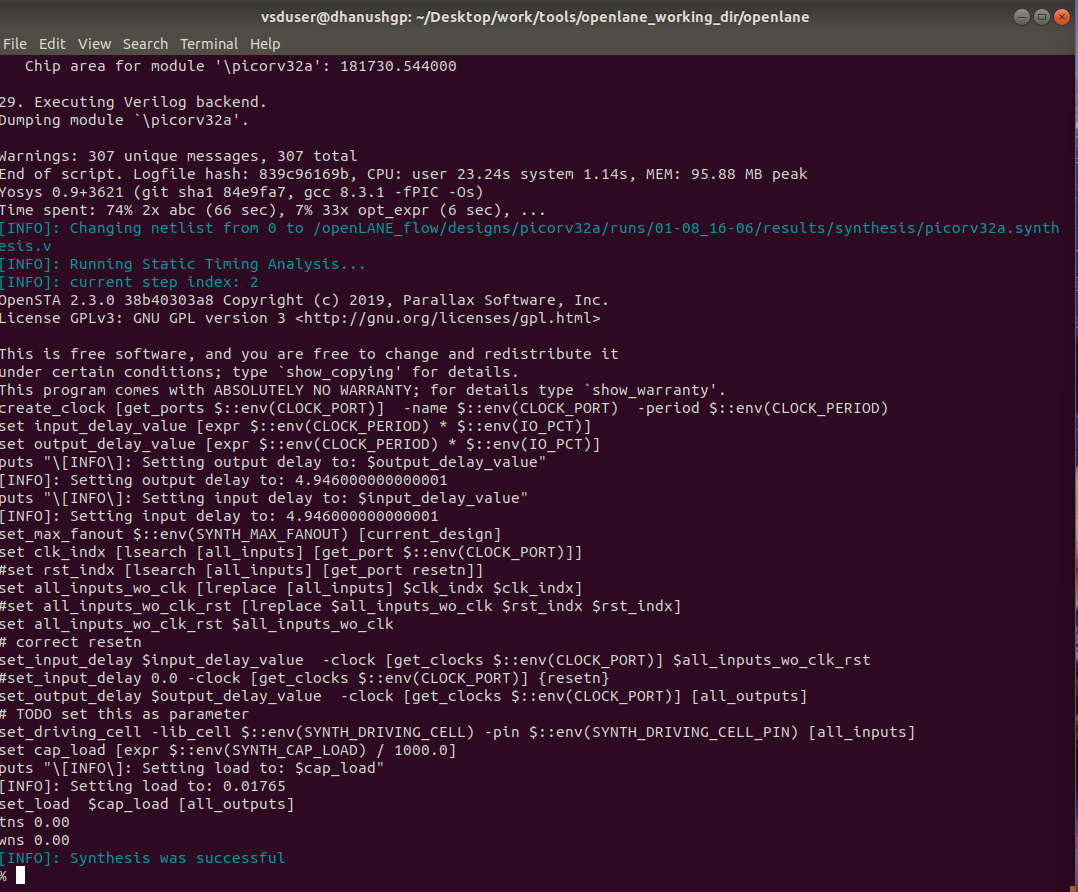 vsduser@dhanushgp: ~/Desktop/work/tools/openlane_working_dir/openlane
File Edit View Search Terminal Help
Chip area for module '\picorv32a': 181730.544000
29. Executing Verilog backend.
Dumping module `\picorv32a'.
Warnings: 307 unique messages, 307 total
End of script. Logfile hash: 839c96169b, CPU: user 23.24s system 1.14s, MEM: 95.88 MB peak
Yosys 0.9+3621 (git sha1 84e9fa7, gcc 8.3.1 -fPIC -Os)
Time spent: 74% 2x abc (66 sec), 7% 33x opt_expr (6 sec), ...
[INFO]: Changing netlist from 0 to /openLANE_flow/designs/picorv32a/runs/01-08_16-06/results/synthesis/picorv32a.synth
esis.v
[INFO]: Running Static Timing Analysis...
[INFO]: current step index: 2
OpenSTA 2.3.0 38b40303a8 Copyright (c) 2019, Parallax Software, Inc.
License GPLv3: GNU GPL version 3 <http://gnu.org/licenses/gpl.html>
This is free software, and you are free to change and redistribute it
under certain conditions; type `show_copying' for details.
This program comes with ABSOLUTELY NO WARRANTY; for details type `show_warranty'.
create_clock [get_ports $::env(CLOCK_PORT)]  -name $::env(CLOCK_PORT)  -period $::env(CLOCK_PERIOD)
set input_delay_value [expr $::env(CLOCK_PERIOD) * $::env(IO_PCT)]
set output_delay_value [expr $::env(CLOCK_PERIOD) * $::env(IO_PCT)]
puts "\[INFO\]: Setting output delay to: $output_delay_value"
[INFO]: Setting output delay to: 4.946000000000001
puts "\[INFO\]: Setting input delay to: $input_delay_value"
[INFO]: Setting input delay to: 4.946000000000001
set_max_fanout $::env(SYNTH_MAX_FANOUT) [current_design]
set clk_indx [lsearch [all_inputs] [get_port $::env(CLOCK_PORT)]]
#set rst_indx [lsearch [all_inputs] [get_port resetn]]
set all_inputs_wo_clk [lreplace [all_inputs] $clk_indx $clk_indx]
#set all_inputs_wo_clk_rst [lreplace $all_inputs_wo_clk $rst_indx $rst_indx]
set all_inputs_wo_clk_rst $all_inputs_wo_clk
# correct resetn
set_input_delay $input_delay_value  -clock [get_clocks $::env(CLOCK_PORT)] $all_inputs_wo_clk_rst
#set_input_delay 0.0 -clock [get_clocks $::env(CLOCK_PORT)] {resetn}
set_output_delay $output_delay_value  -clock [get_clocks $::env(CLOCK_PORT)] [all_outputs]
# TODO set this as parameter
set_driving_cell -lib_cell $::env(SYNTH_DRIVING_CELL) -pin $::env(SYNTH_DRIVING_CELL_PIN) [all_inputs]
set cap_load [expr $::env(SYNTH_CAP_LOAD) / 1000.0]
puts "\[INFO\]: Setting load to: $cap_load"
[INFO]: Setting load to: 0.01765
set_load  $cap_load [all_outputs]
tns 0.00
wns 0.00
[INFO]: Synthesis was successful
%